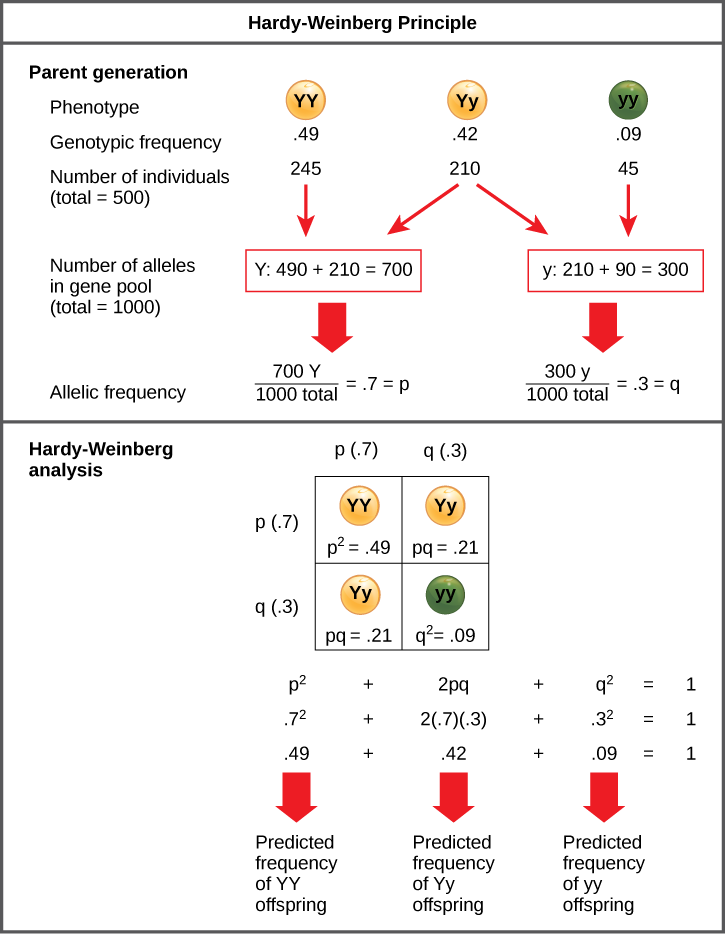 Hardy-Weinberg Principle
Parent generation
Phenotype YY Yy yy
Genotypic frequency .49 .42 .09
Number of individuals 245 210 45
(total = 500)
Number of alleles
in gene pool
(total = 1000)
Y: 490 + 210 = 700 y: 210 + 90 = 300
Allelic frequency
700 Y
1000 total
= .7 = p
300 y
1000 total
= .3 = q
Hardy-Weinberg
analysis
p (.7) q (.3)
p (.7)
YY Yy
p² = .49 pq = .21
q (.3)
Yy yy
pq = .21 q²= .09
p² + 2pq + q² = 1
.7² + 2(.7)(.3) + .3² = 1
.49 + .42 + .09 = 1
Predicted
frequency
of YY
offspring
Predicted
frequency
of Yy
offspring
Predicted
frequency
of yy
offspring